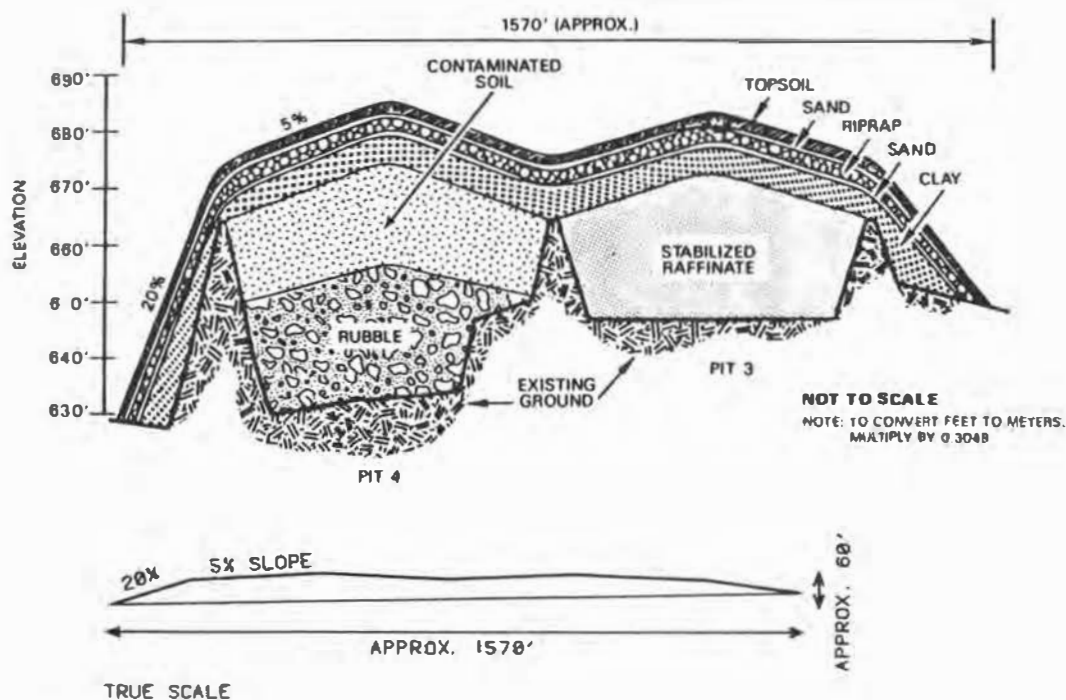 1570' (APPROX.)
CONTAMINATED
SOIL
TOPSOIL
SAND
RIPRAP
SAND
CLAY
690'
680'
670'
660'
6 0'
640'
630'
ELEVATION
5%
20%
STABILIZED
RAFFINATE
RUBBLE
EXISTING
GROUND
PIT 3
PIT 4
NOT TO SCALE
NOTE: TO CONVERT FEET TO METERS.
MULTIPLY BY 0.3048
20%
5% SLOPE
APPROX. 60'
APPROX. 1570'
TRUE SCALE